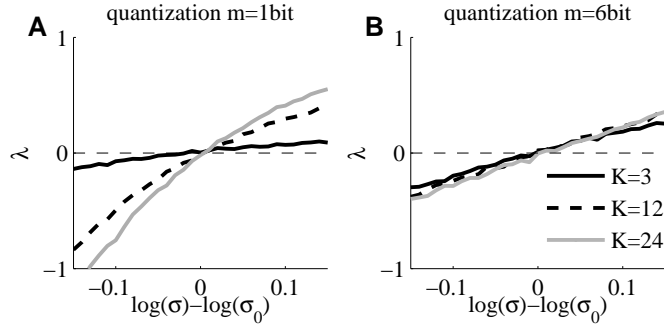 quantization m=1bit
A
1
0
−1
λ
−0.1
0
0.1
log(σ)−log(σ₀)
quantization m=6bit
B
1
0
−1
λ
K=3
K=12
K=24
−0.1
0
0.1
log(σ)−log(σ₀)